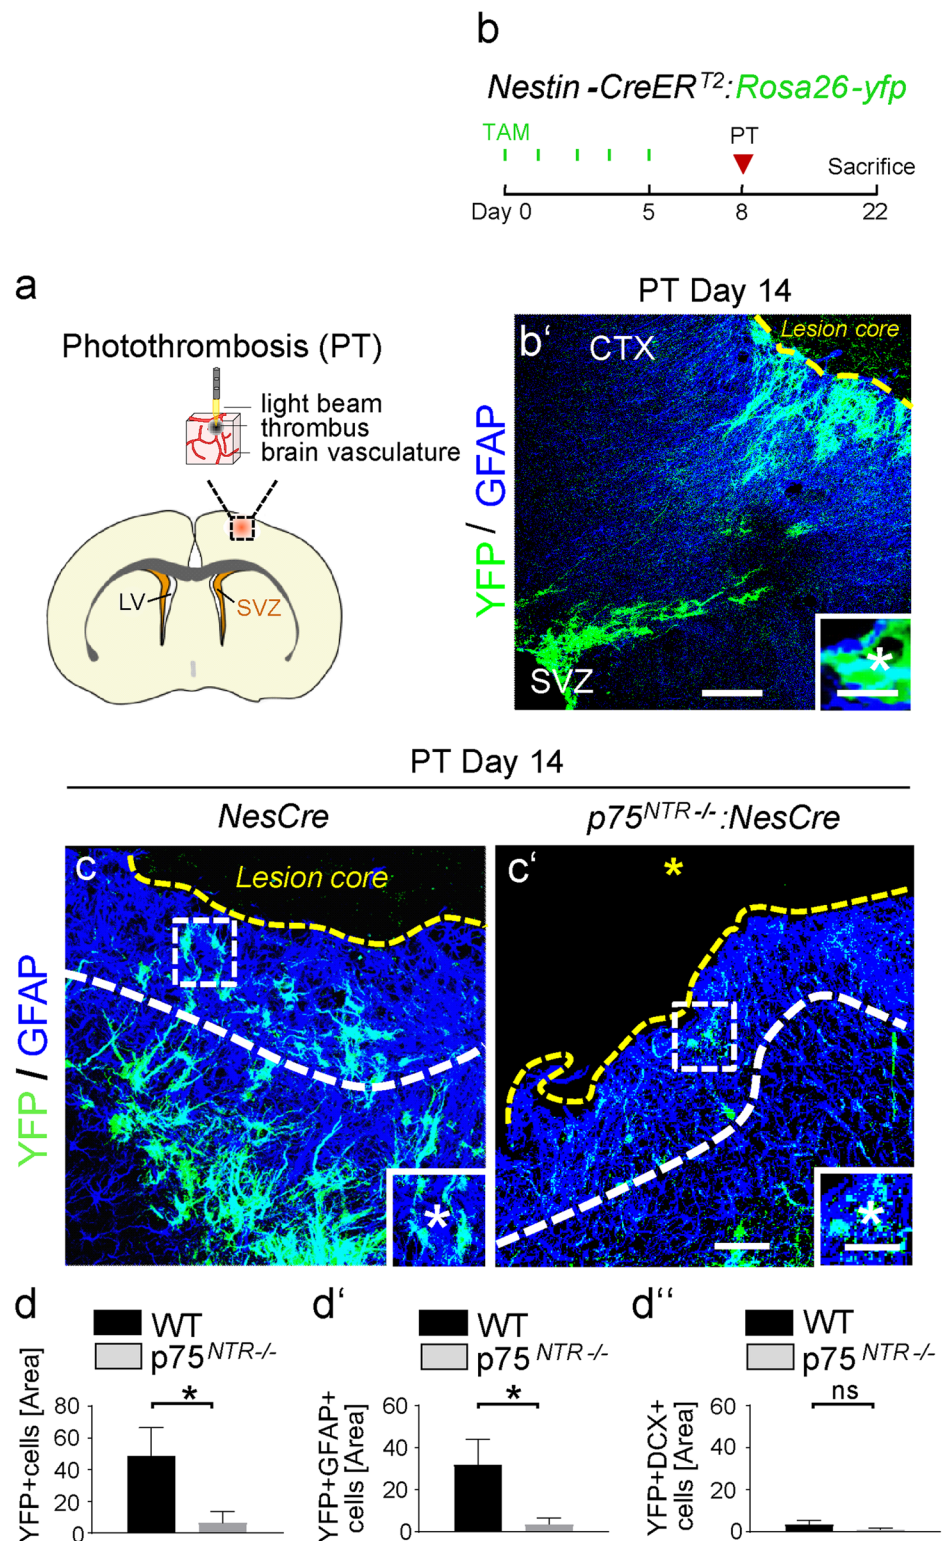 b
Nestin-CreER^T2:Rosa26-yfp
TAM
PT
Sacrifice
Day 0
5
8
22
a
Photothrombosis (PT)
light beam
thrombus
brain vasculature
LV
SVZ
PT Day 14
b‘
CTX
Lesion core
YFP / GFAP
SVZ
*
PT Day 14
NesCre
p75^NTR-/-:NesCre
c
Lesion core
c‘
*
YFP / GFAP
*
*
d
WT
p75^NTR-/-
*
YFP+cells [Area]
80
60
40
20
0
d‘
WT
p75^NTR-/-
*
YFP+GFAP+
cells [Area]
60
40
20
0
d‘‘
WT
p75^NTR-/-
ns
YFP+DCX+
cells [Area]
60
40
20
0